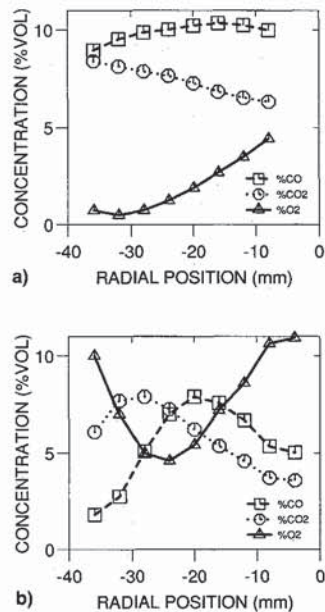 CONCENTRATION (%VOL)
10
5
0
%CO
%CO2
%O2
-40 -30 -20 -10 0
a) RADIAL POSITION (mm)
CONCENTRATION (%VOL)
10
5
0
%CO
%CO2
%O2
-40 -30 -20 -10 0
b) RADIAL POSITION (mm)